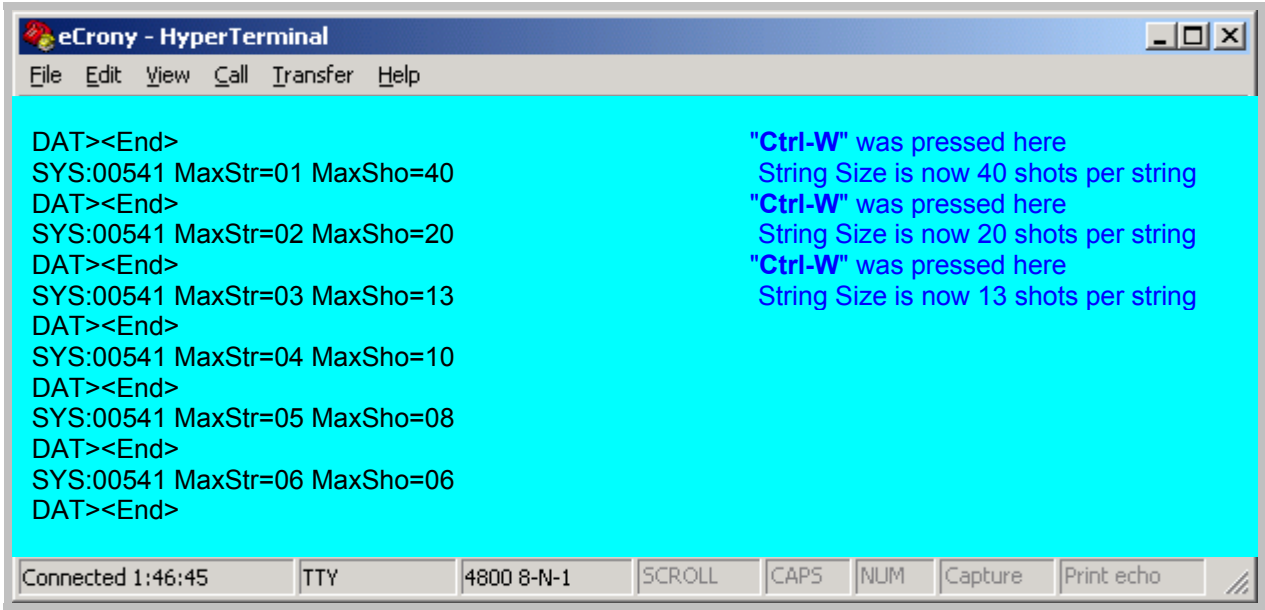 eCrony - HyperTerminal
File Edit View Call Transfer Help
DAT><End> "Ctrl-W" was pressed here
SYS:00541 MaxStr=01 MaxSho=40 String Size is now 40 shots per string
DAT><End> "Ctrl-W" was pressed here
SYS:00541 MaxStr=02 MaxSho=20 String Size is now 20 shots per string
DAT><End> "Ctrl-W" was pressed here
SYS:00541 MaxStr=03 MaxSho=13 String Size is now 13 shots per string
DAT><End>
SYS:00541 MaxStr=04 MaxSho=10
DAT><End>
SYS:00541 MaxStr=05 MaxSho=08
DAT><End>
SYS:00541 MaxStr=06 MaxSho=06
DAT><End>
Connected 1:46:45 TTY 4800 8-N-1 SCROLL CAPS NUM Capture Print echo